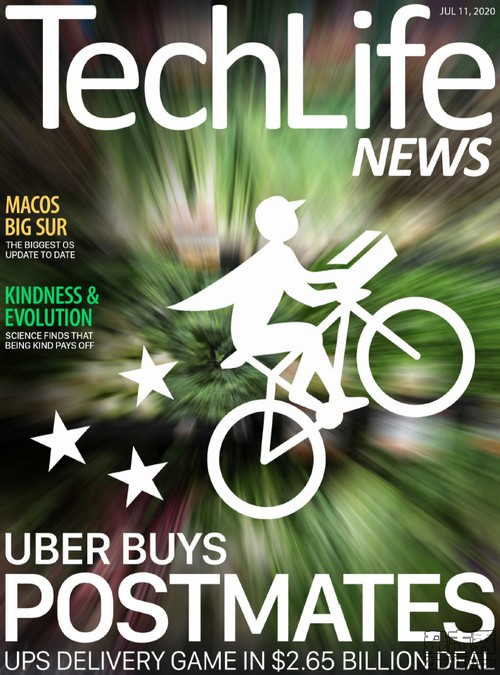 TechLife
JUL 11, 2020
NEWS
MACOS
BIG SUR
THE BIGGEST OS
UPDATE TO DATE
KINDNESS &
EVOLUTION
SCIENCE FINDS THAT
BEING KIND PAYS OFF
UBER BUYS
POSTMATES
UPS DELIVERY GAME IN $2.65 BILLION DEAL